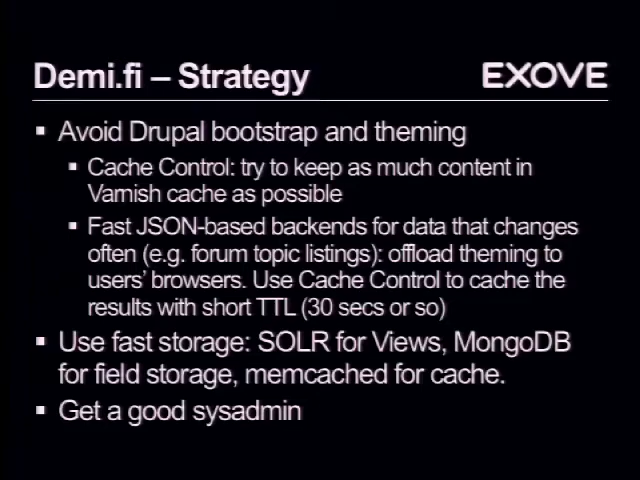 Demi.fi – Strategy
EXOVE
▪ Avoid Drupal bootstrap and theming
▪ Cache Control: try to keep as much content in
Varnish cache as possible
▪ Fast JSON-based backends for data that changes
often (e.g. forum topic listings): offload theming to
users’ browsers. Use Cache Control to cache the
results with short TTL (30 secs or so)
▪ Use fast storage: SOLR for Views, MongoDB
for field storage, memcached for cache.
▪ Get a good sysadmin